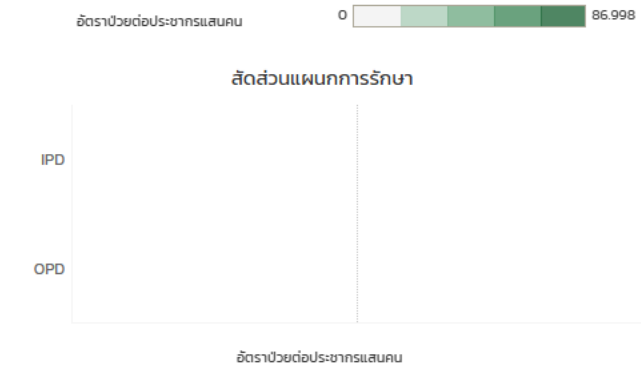 อัตราป่วยต่อประชากรแสนคน 0 86.998
สัดส่วนแผนกการรักษา
IPD
OPD
อัตราป่วยต่อประชากรแสนคน